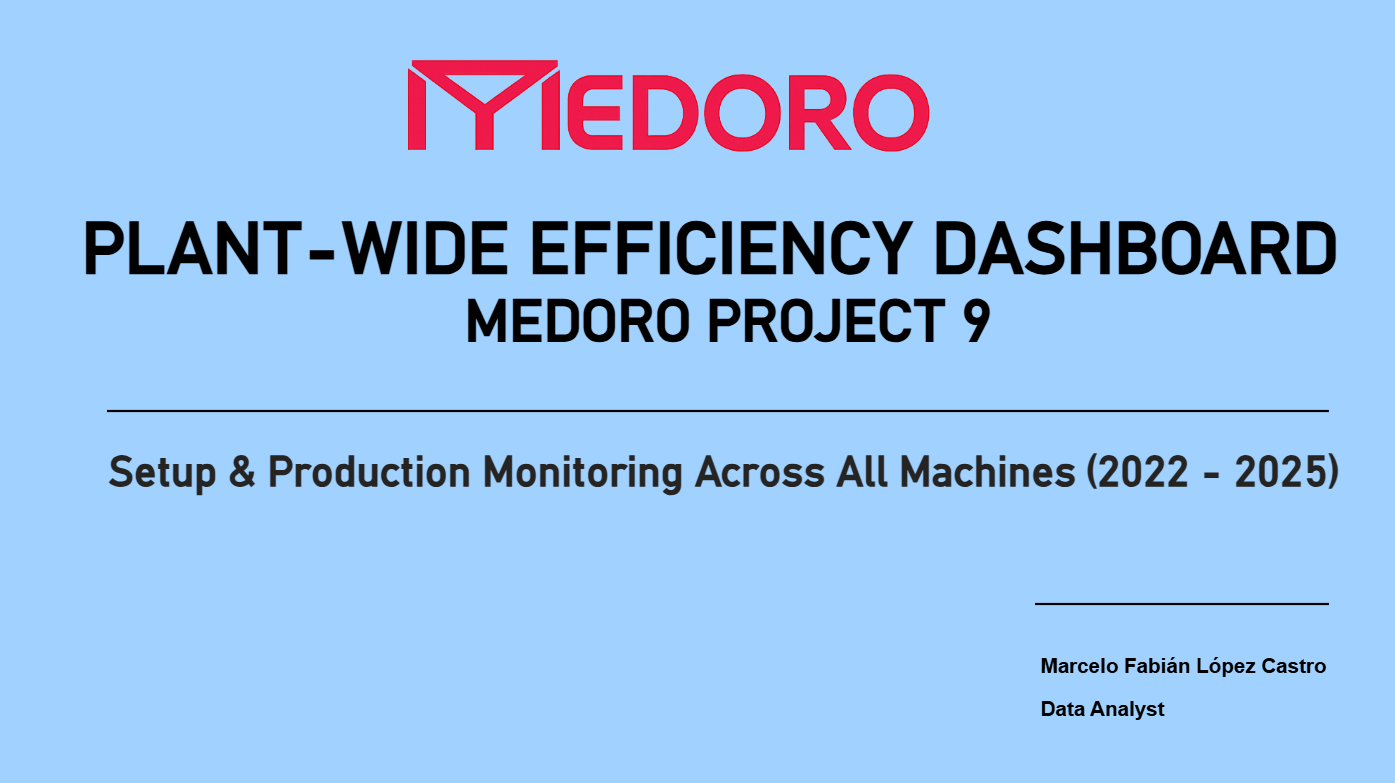 MEDORO
PLANT-WIDE EFFICIENCY DASHBOARD
MEDORO PROJECT 9
Setup & Production Monitoring Across All Machines (2022 - 2025)
Marcelo Fabián López Castro
Data Analyst